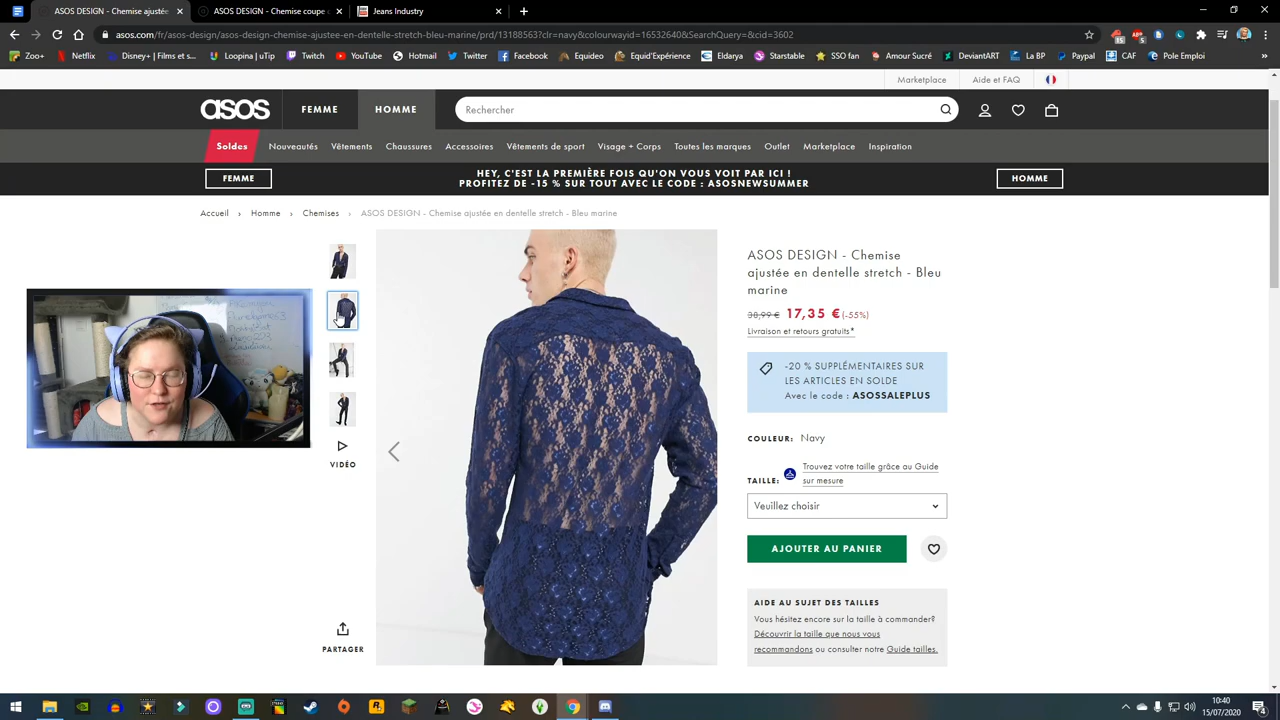 ASOS DESIGN - Chemise ajustée
ASOS DESIGN - Chemise coupe c
Jeans Industry
asos.com/fr/asos-design/asos-design-chemise-ajustee-en-dentelle-stretch-bleu-marine/prd/13188563?clr=navy&colourwayid=16532640&SearchQuery=&cid=3602
Zoo+
Netflix
Disney+ | Films et s...
Loopina | uTip
Twitch
YouTube
Hotmail
Twitter
Facebook
Equideo
Equidia Vie
Eldarya
Starstable
SSO fan
Amour Sucré
DeviantART
La BP
Paypal
CAF
Pole Emploi
Marketplace
Aide et FAQ
asos
FEMME
HOMME
Rechercher
Soldes
Nouveautés
Vêtements
Chaussures
Accessoires
Vêtements de sport
Visage + Corps
Toutes les marques
Outlet
Marketplace
Inspiration
FEMME
HEY, C'EST LA PREMIÈRE FOIS QU'ON VOUS VOIT PAR ICI !
PROFITEZ DE -15 % SUR TOUT AVEC LE CODE : ASOSNEWSUMMER
HOMME
Accueil › Homme › Chemises › ASOS DESIGN - Chemise ajustée en dentelle stretch - Bleu marine
ASOS DESIGN - Chemise
ajustée en dentelle stretch - Bleu
marine
38,99 € 17,35 € (-55%)
Livraison et retours gratuits*
-20 % SUPPLÉMENTAIRES SUR
LES ARTICLES EN SOLDE
Avec le code : ASOSSALEPLUS
COULEUR: Navy
Trouvez votre taille grâce au Guide
sur mesure
TAILLE:
Veuillez choisir
AJOUTER AU PANIER
VIDÉO
PARTAGER
AIDE AU SUJET DES TAILLES
Vous hésitez encore sur la taille à commander?
Découvrir la taille que nous vous
recommandons ou consulter notre Guide tailles.
10:40
15/07/2020